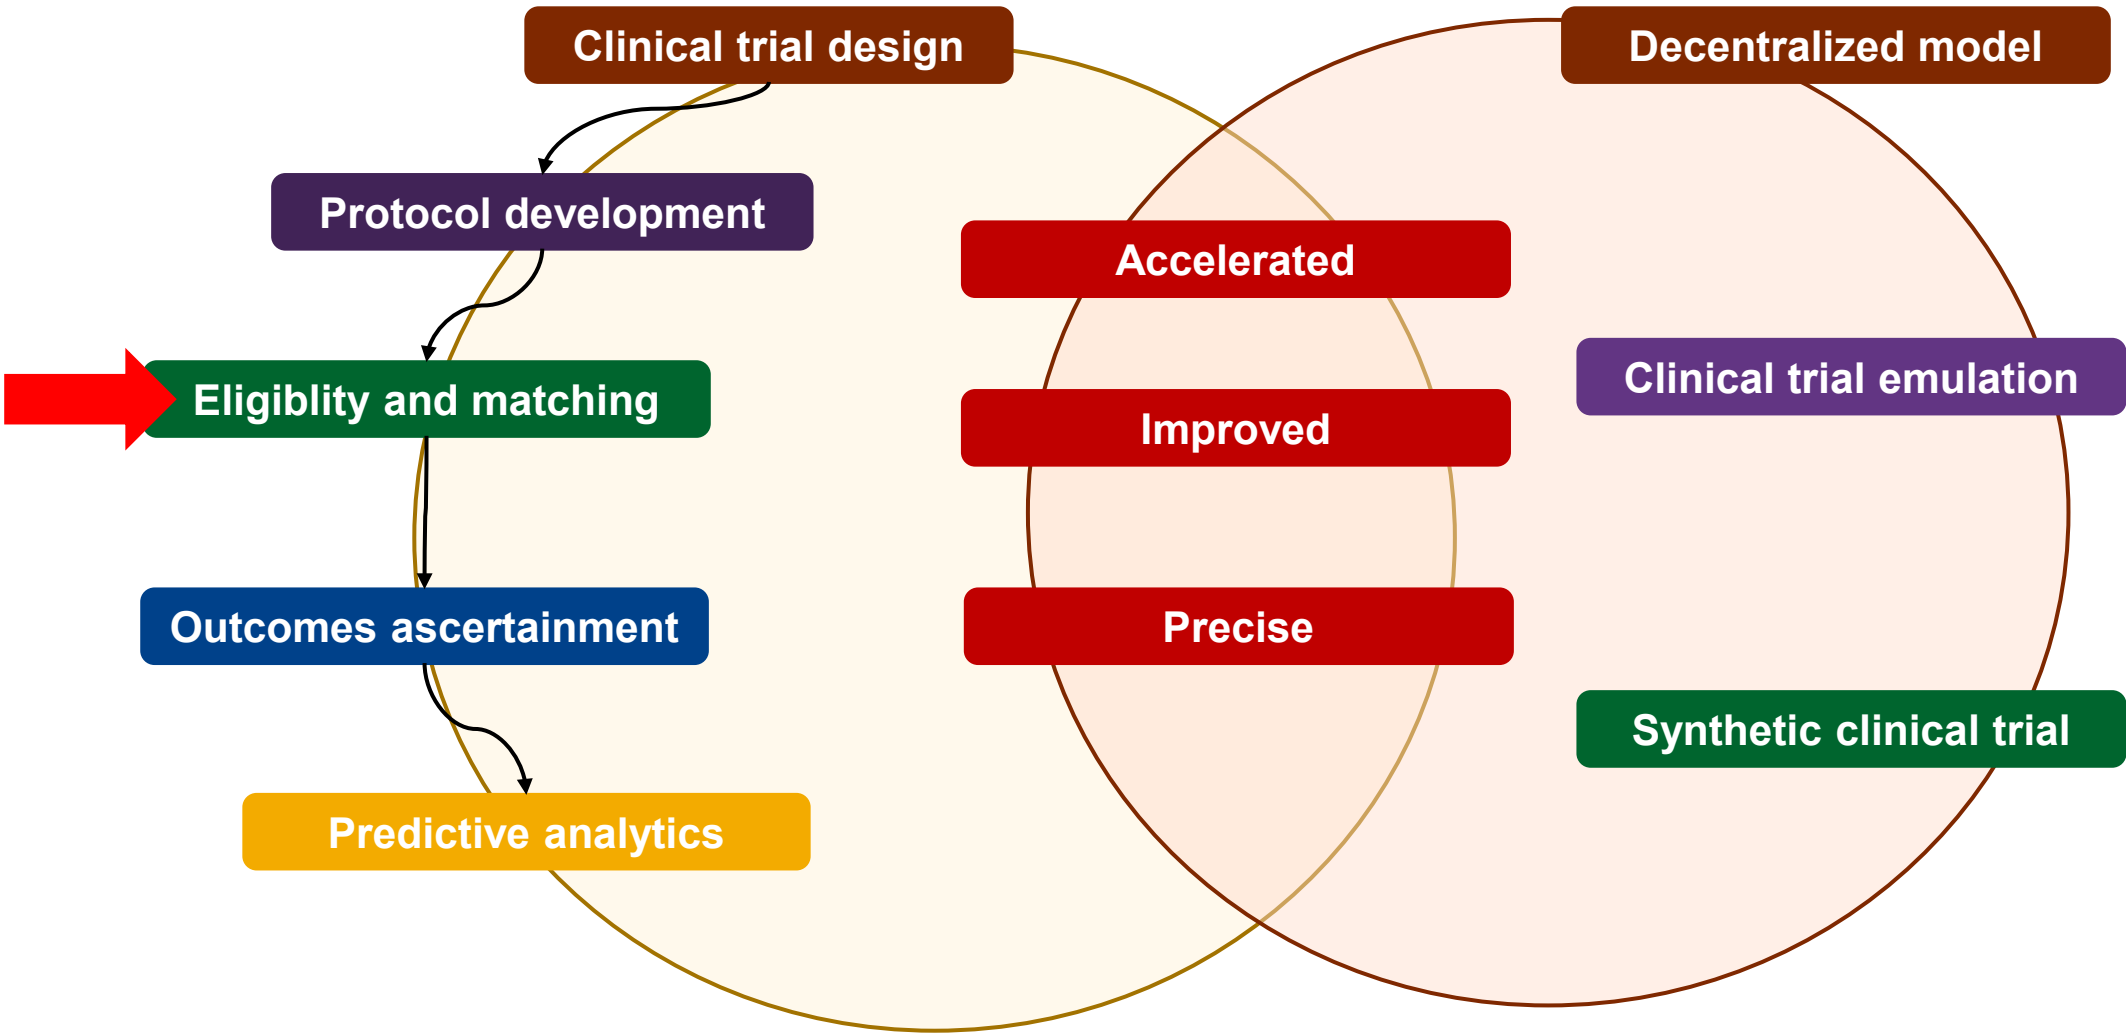 Clinical trial design
Protocol development
Eligiblity and matching
Outcomes ascertainment
Predictive analytics
Accelerated
Improved
Precise
Decentralized model
Clinical trial emulation
Synthetic clinical trial